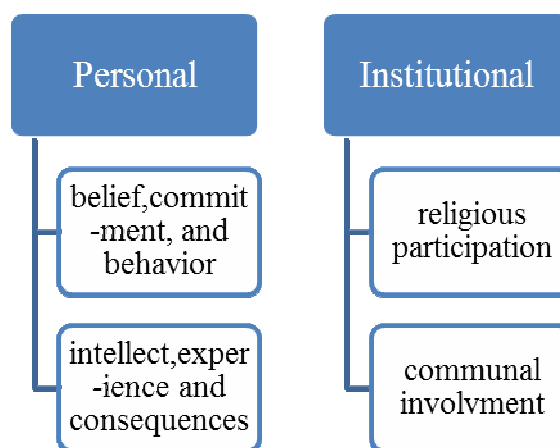 Personal
belief,commit
-ment, and
behavior
intellect,exper
-ience and
consequences
Institutional
religious
participation
communal
involvment